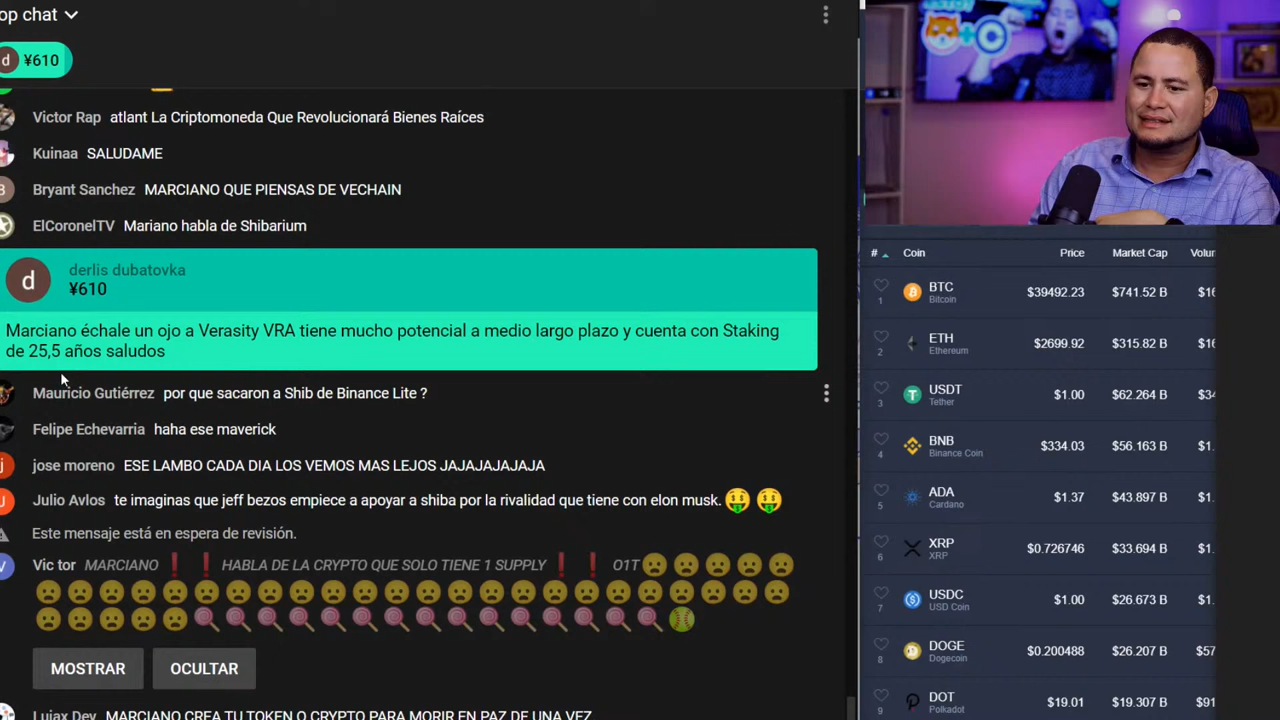 op chat
d ¥610
Victor Rap atlant La Criptomoneda Que Revolucionará Bienes Raíces
Kuinaa SALUDAME
B Bryant Sanchez MARCIANO QUE PIENSAS DE VECHAIN
ElCoronelTV Mariano habla de Shibarium
d derlis dubatovka
¥610
Marciano échale un ojo a Verasity VRA tiene mucho potencial a medio largo plazo y cuenta con Staking
de 25,5 años saludos
Mauricio Gutiérrez por que sacaron a Shib de Binance Lite ?
Felipe Echevarria haha ese maverick
j jose moreno ESE LAMBO CADA DIA LOS VEMOS MAS LEJOS JAJAJAJAJAJA
J Julio Avlos te imaginas que jeff bezos empiece a apoyar a shiba por la rivalidad que tiene con elon musk. 🤑 🤑
Este mensaje está en espera de revisión.
V Vic tor MARCIANO ❗ ❗ HABLA DE LA CRYPTO QUE SOLO TIENE 1 SUPPLY ❗ ❗ O1T
MOSTRAR OCULTAR
Lujax Dev MARCIANO CREA TU TOKEN O CRYPTO PARA MORIR EN PAZ DE UNA VEZ
# Coin Price Market Cap Volu
1 BTC Bitcoin $39492.23 $741.52 B $16
2 ETH Ethereum $2699.92 $315.82 B $16
3 USDT Tether $1.00 $62.264 B $34
4 BNB Binance Coin $334.03 $56.163 B $1.
5 ADA Cardano $1.37 $43.897 B $1.
6 XRP XRP $0.726746 $33.694 B $1.
7 USDC USD Coin $1.00 $26.673 B $1.
8 DOGE Dogecoin $0.200488 $26.207 B $57
9 DOT Polkadot $19.01 $19.307 B $91